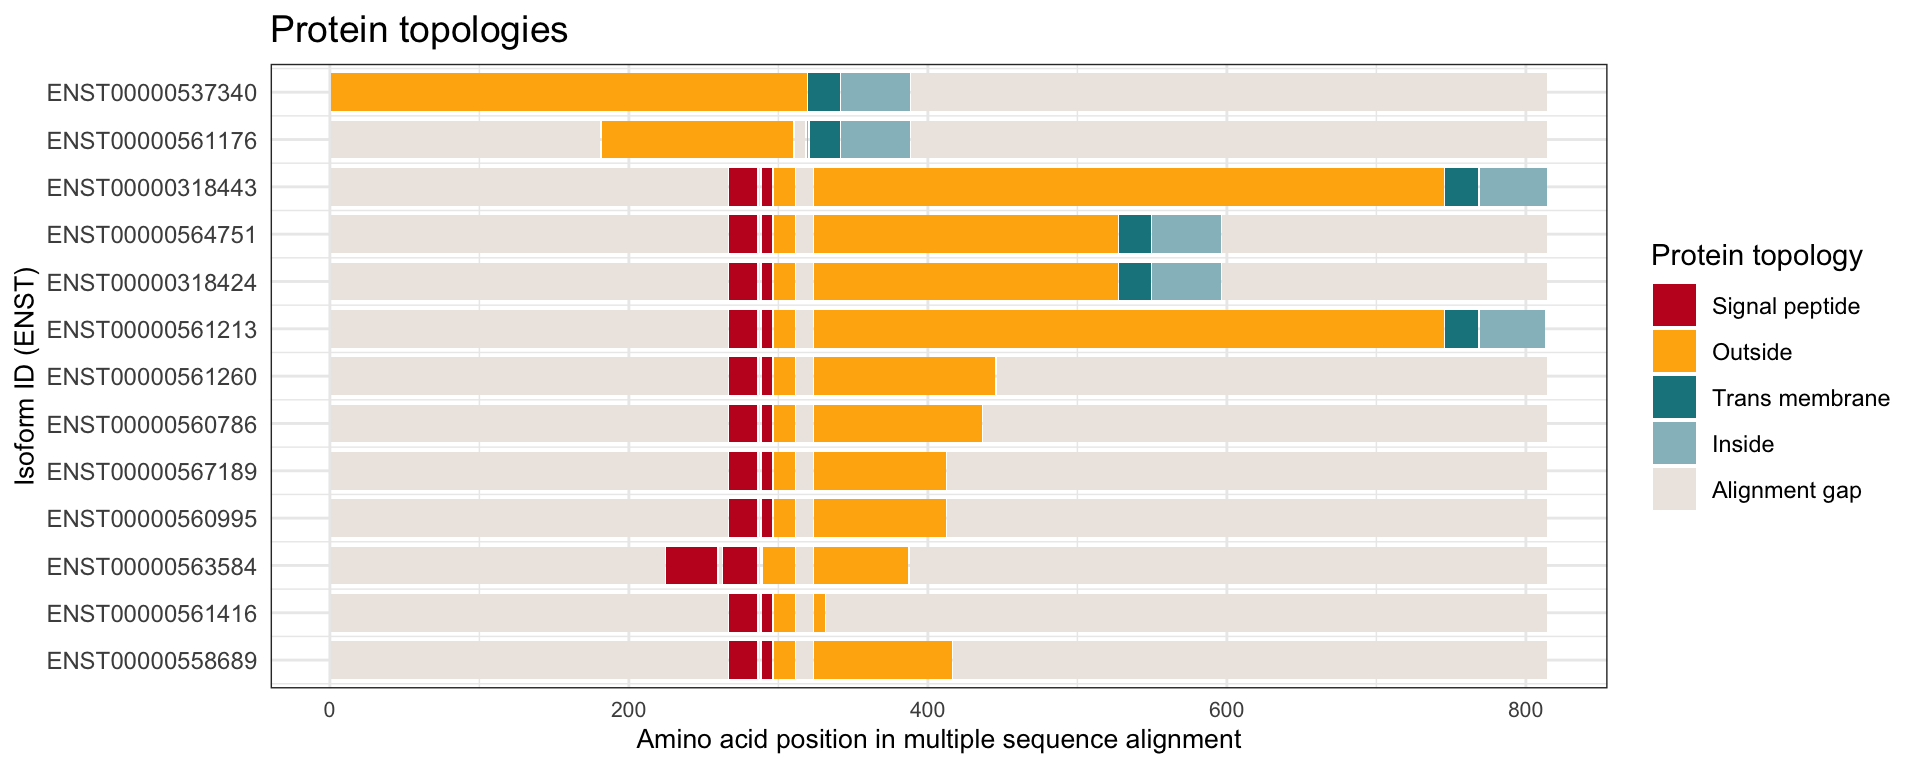 Protein topologies
ENST00000537340
ENST00000561176
ENST00000318443
ENST00000564751
ENST00000318424
ENST00000561213
ENST00000561260
ENST00000560786
ENST00000567189
ENST00000560995
ENST00000563584
ENST00000561416
ENST00000558689
Isoform ID (ENST)
0 200 400 600 800
Amino acid position in multiple sequence alignment
Protein topology
Signal peptide
Outside
Trans membrane
Inside
Alignment gap